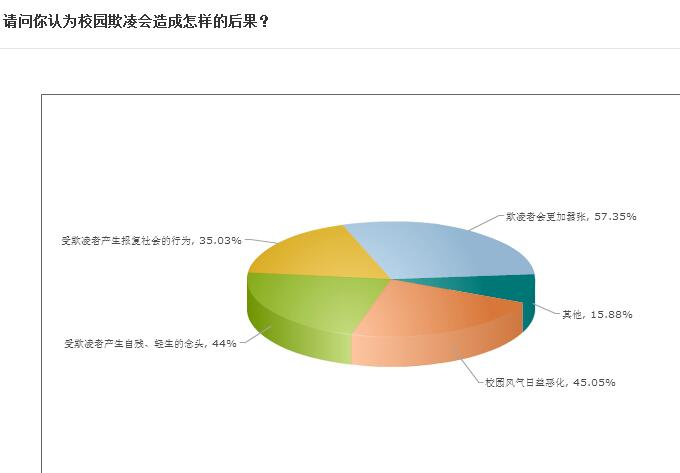 请问你认为校园欺凌会造成怎样的后果？
欺凌者会更加嚣张, 57.35%
受欺凌者产生报复社会的行为, 35.03%
其他, 15.88%
受欺凌者产生自残、轻生的念头, 44%
校园风气日益恶化, 45.05%